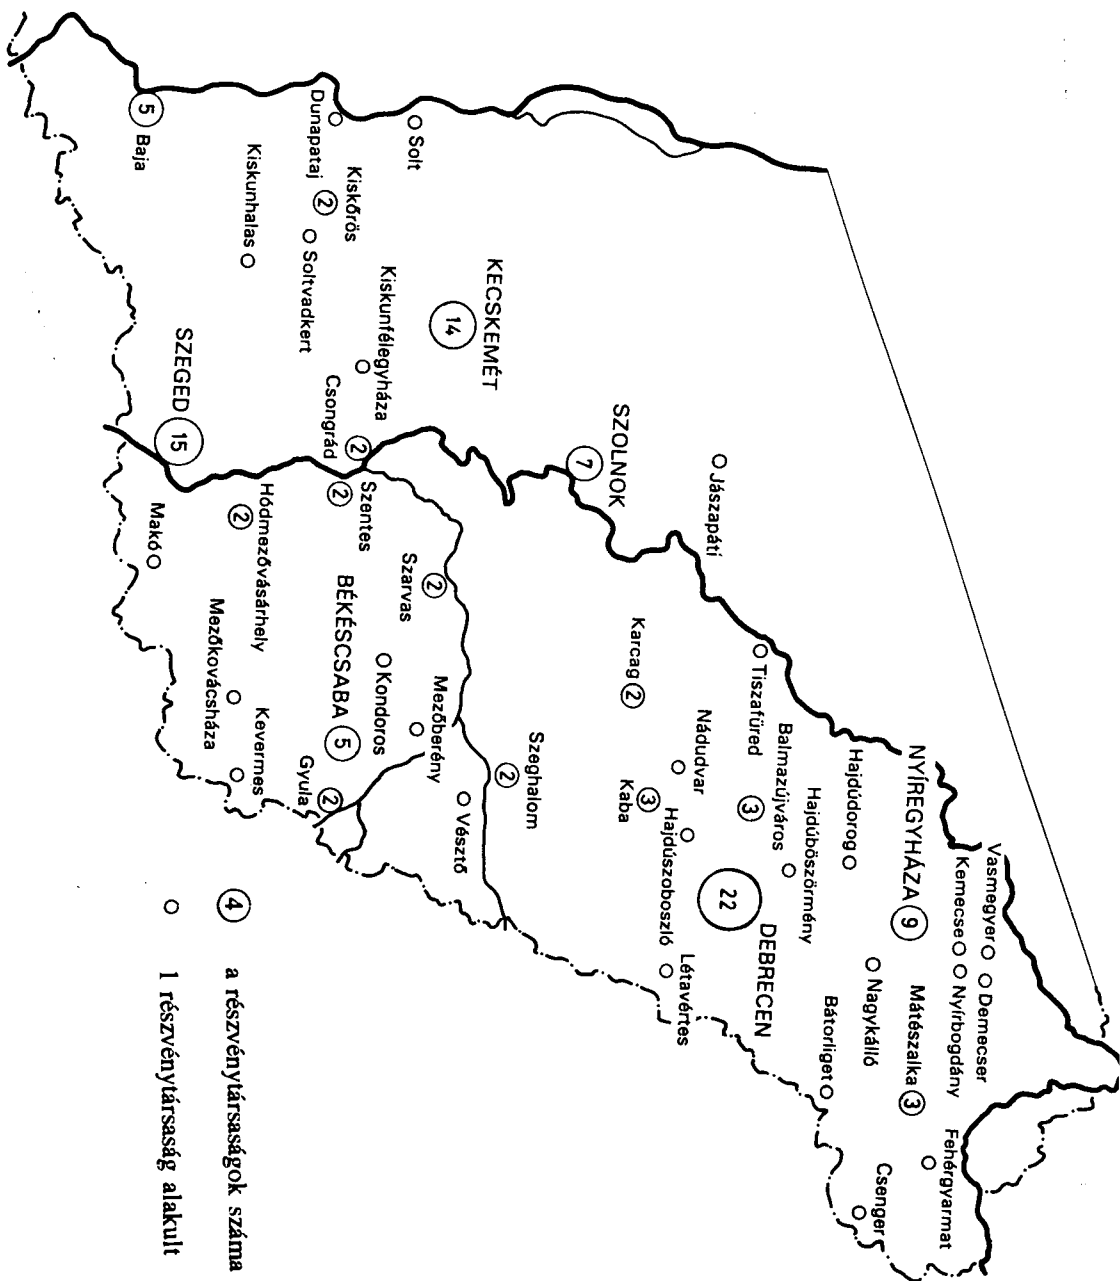 Vasmegyer
Demecser
Kemecse
Nyírbogdány
NYÍREGYHÁZA 9
Mátészalka 3
Fehérgyarmat
Hajdúdorog
Nagykálló
Csenger
Hajdúböszörmény
Bátorliget
Balmazújváros
3
Tiszafüred
DEBRECEN
22
Jászapáti
Nádudvar
Hajdúszoboszló
Létavértes
Kaba
3
Karcag 2
SZOLNOK
7
Szeghalom
2
KECSKEMÉT
14
Mezőberény
Vésztő
Szarvas
2
Kondoros
Solt
Kiskunfélegyháza
Csongrád
2
Szentes
2
BÉKÉSCSABA 5
Gyula
2
Dunapataj
Kiskőrös
2
Soltvadkert
Kiskunhalas
Hódmezővásárhely
2
Mezőkovácsháza
Kevermes
SZEGED 15
Makó
5
Baja
4 a részvénytársaságok száma
1 részvénytársaság alakult